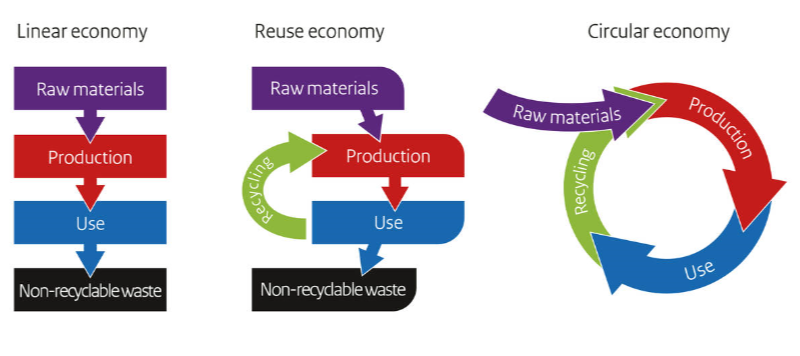 Linear economy
Raw materials
Production
Use
Non-recyclable waste
Reuse economy
Raw materials
Production
Recycling
Use
Non-recyclable waste
Circular economy
Raw materials
Production
Use
Recycling